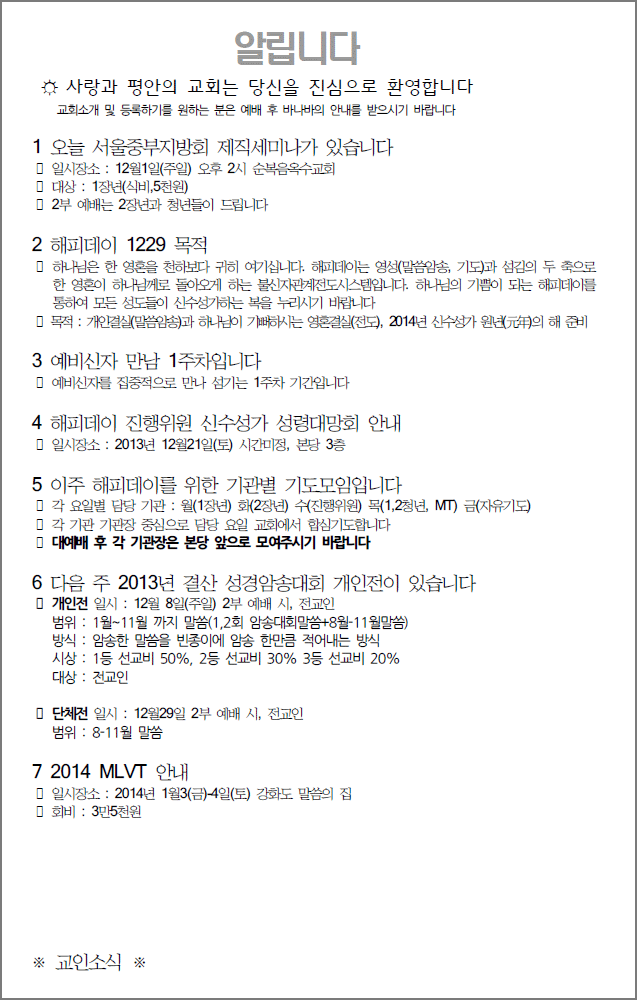 알립니다
☼ 사랑과 평안의 교회는 당신을 진심으로 환영합니다
교회소개 및 등록하기를 원하는 분은 예배 후 바나바의 안내를 받으시기 바랍니다
1 오늘 서울중부지방회 제직세미나가 있습니다
▯ 일시장소 : 12월1일(주일) 오후 2시 순복음옥수교회
▯ 대상 : 1장년(식비,5천원)
▯ 2부 예배는 2장년과 청년들이 드립니다
2 해피데이 1229 목적
▯ 하나님은 한 영혼을 천하보다 귀히 여기십니다. 해피데이는 영성(말씀암송, 기도)과 섬김의 두 축으로
한 영혼이 하나님께로 돌아오게 하는 불신자관계전도시스템입니다. 하나님의 기쁨이 되는 해피데이를
통하여 모든 성도들이 신수성가하는 복을 누리시기 바랍니다
▯ 목적 : 개인결실(말씀암송)과 하나님이 기뻐하시는 영혼결실(전도), 2014년 신수성가 원년(元年)의 해 준비
3 예비신자 만남 1주차입니다
▯ 예비신자를 집중적으로 만나 섬기는 1주차 기간입니다
4 해피데이 진행위원 신수성가 성령대망회 안내
▯ 일시장소 : 2013년 12월21일(토) 시간미정, 본당 3층
5 이주 해피데이를 위한 기관별 기도모임입니다
▯ 각 요일별 담당 기관 : 월(1장년) 화(2장년) 수(진행위원) 목(1,2청년, MT) 금(자유기도)
▯ 각 기관 기관장 중심으로 담당 요일 교회에서 합심기도합니다
▯ 대예배 후 각 기관장은 본당 앞으로 모여주시기 바랍니다
6 다음 주 2013년 결산 성경암송대회 개인전이 있습니다
▯ 개인전 일시 : 12월 8일(주일) 2부 예배 시, 전교인
범위 : 1월~11월 까지 말씀(1,2회 암송대회말씀+8월-11월말씀)
방식 : 암송한 말씀을 빈종이에 암송 한만큼 적어내는 방식
시상 : 1등 선교비 50%, 2등 선교비 30% 3등 선교비 20%
대상 : 전교인
▯ 단체전 일시 : 12월29일 2부 예배 시, 전교인
범위 : 8-11월 말씀
7 2014 MLVT 안내
▯ 일시장소 : 2014년 1월3(금)-4일(토) 강화도 말씀의 집
▯ 회비 : 3만5천원
※ 교인소식 ※